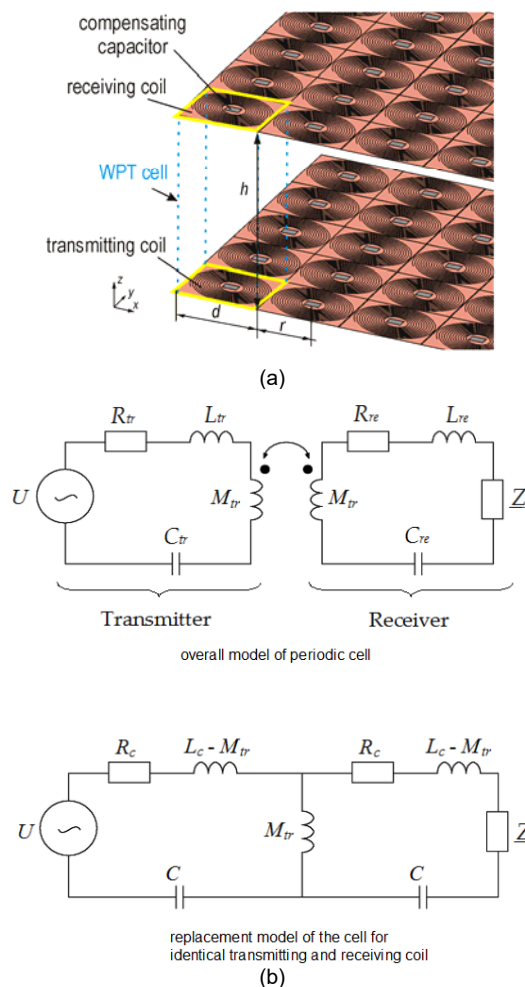 compensating
capacitor
receiving coil
WPT cell
h
transmitting coil
z
y
x
d
r
(a)
Rtr
Ltr
Rre
Lre
U
Mtr
Mtr
Z
Ctr
Cre
Transmitter
Receiver
overall model of periodic cell
Rc
Lc - Mtr
Rc
Lc - Mtr
U
Mtr
Z
C
C
replacement model of the cell for
identical transmitting and receiving coil
(b)